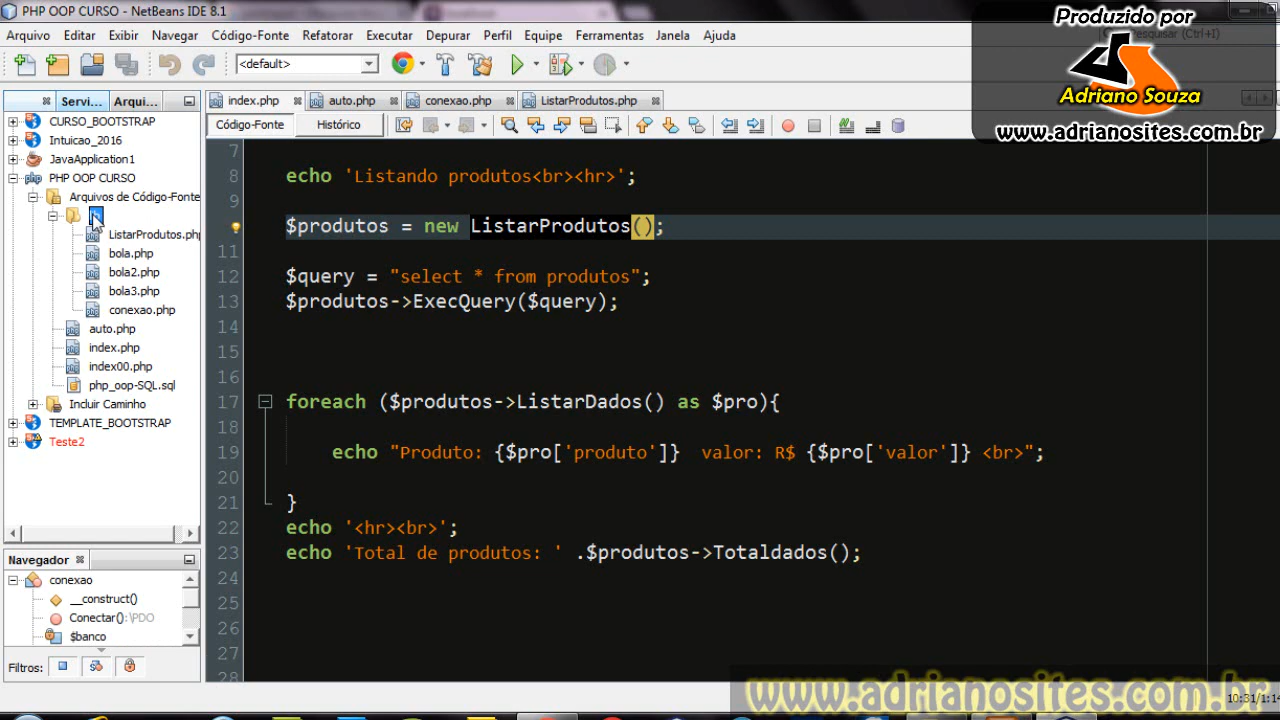 PHP OOP CURSO - NetBeans IDE 8.1
Arquivo Editar Exibir Navegar Código-Fonte Refatorar Executar Depurar Perfil Equipe Ferramentas Janela Ajuda
Pesquisar (Ctrl+I)
Produzido por
Adriano Souza
www.adrianosites.com.br
<default>
Servi... Arqui...
index.php auto.php conexao.php ListarProdutos.php
Código-Fonte Histórico
CURSO_BOOTSTRAP
Intuicao_2016
JavaApplication1
PHP OOP CURSO
Arquivos de Código-Fonte
ListarProdutos.php
bola.php
bola2.php
bola3.php
conexao.php
auto.php
index.php
index00.php
php_oop-SQL.sql
Incluir Caminho
TEMPLATE_BOOTSTRAP
Teste2
Navegador
conexao
__construct()
Conectar():\PDO
$banco
Filtros:
7
8 echo 'Listando produtos<br><hr>';
9
$produtos = new ListarProdutos();
11
12 $query = "select * from produtos";
13 $produtos->ExecQuery($query);
14
15
16
17 foreach ($produtos->ListarDados() as $pro){
18
19 echo "Produto: {$pro['produto']}  valor: R$ {$pro['valor']} <br>";
20
21 }
22 echo '<hr><br>';
23 echo 'Total de produtos: ' .$produtos->Totaldados();
24
25
26
27
28
www.adrianosites.com.br
10:31/1:14